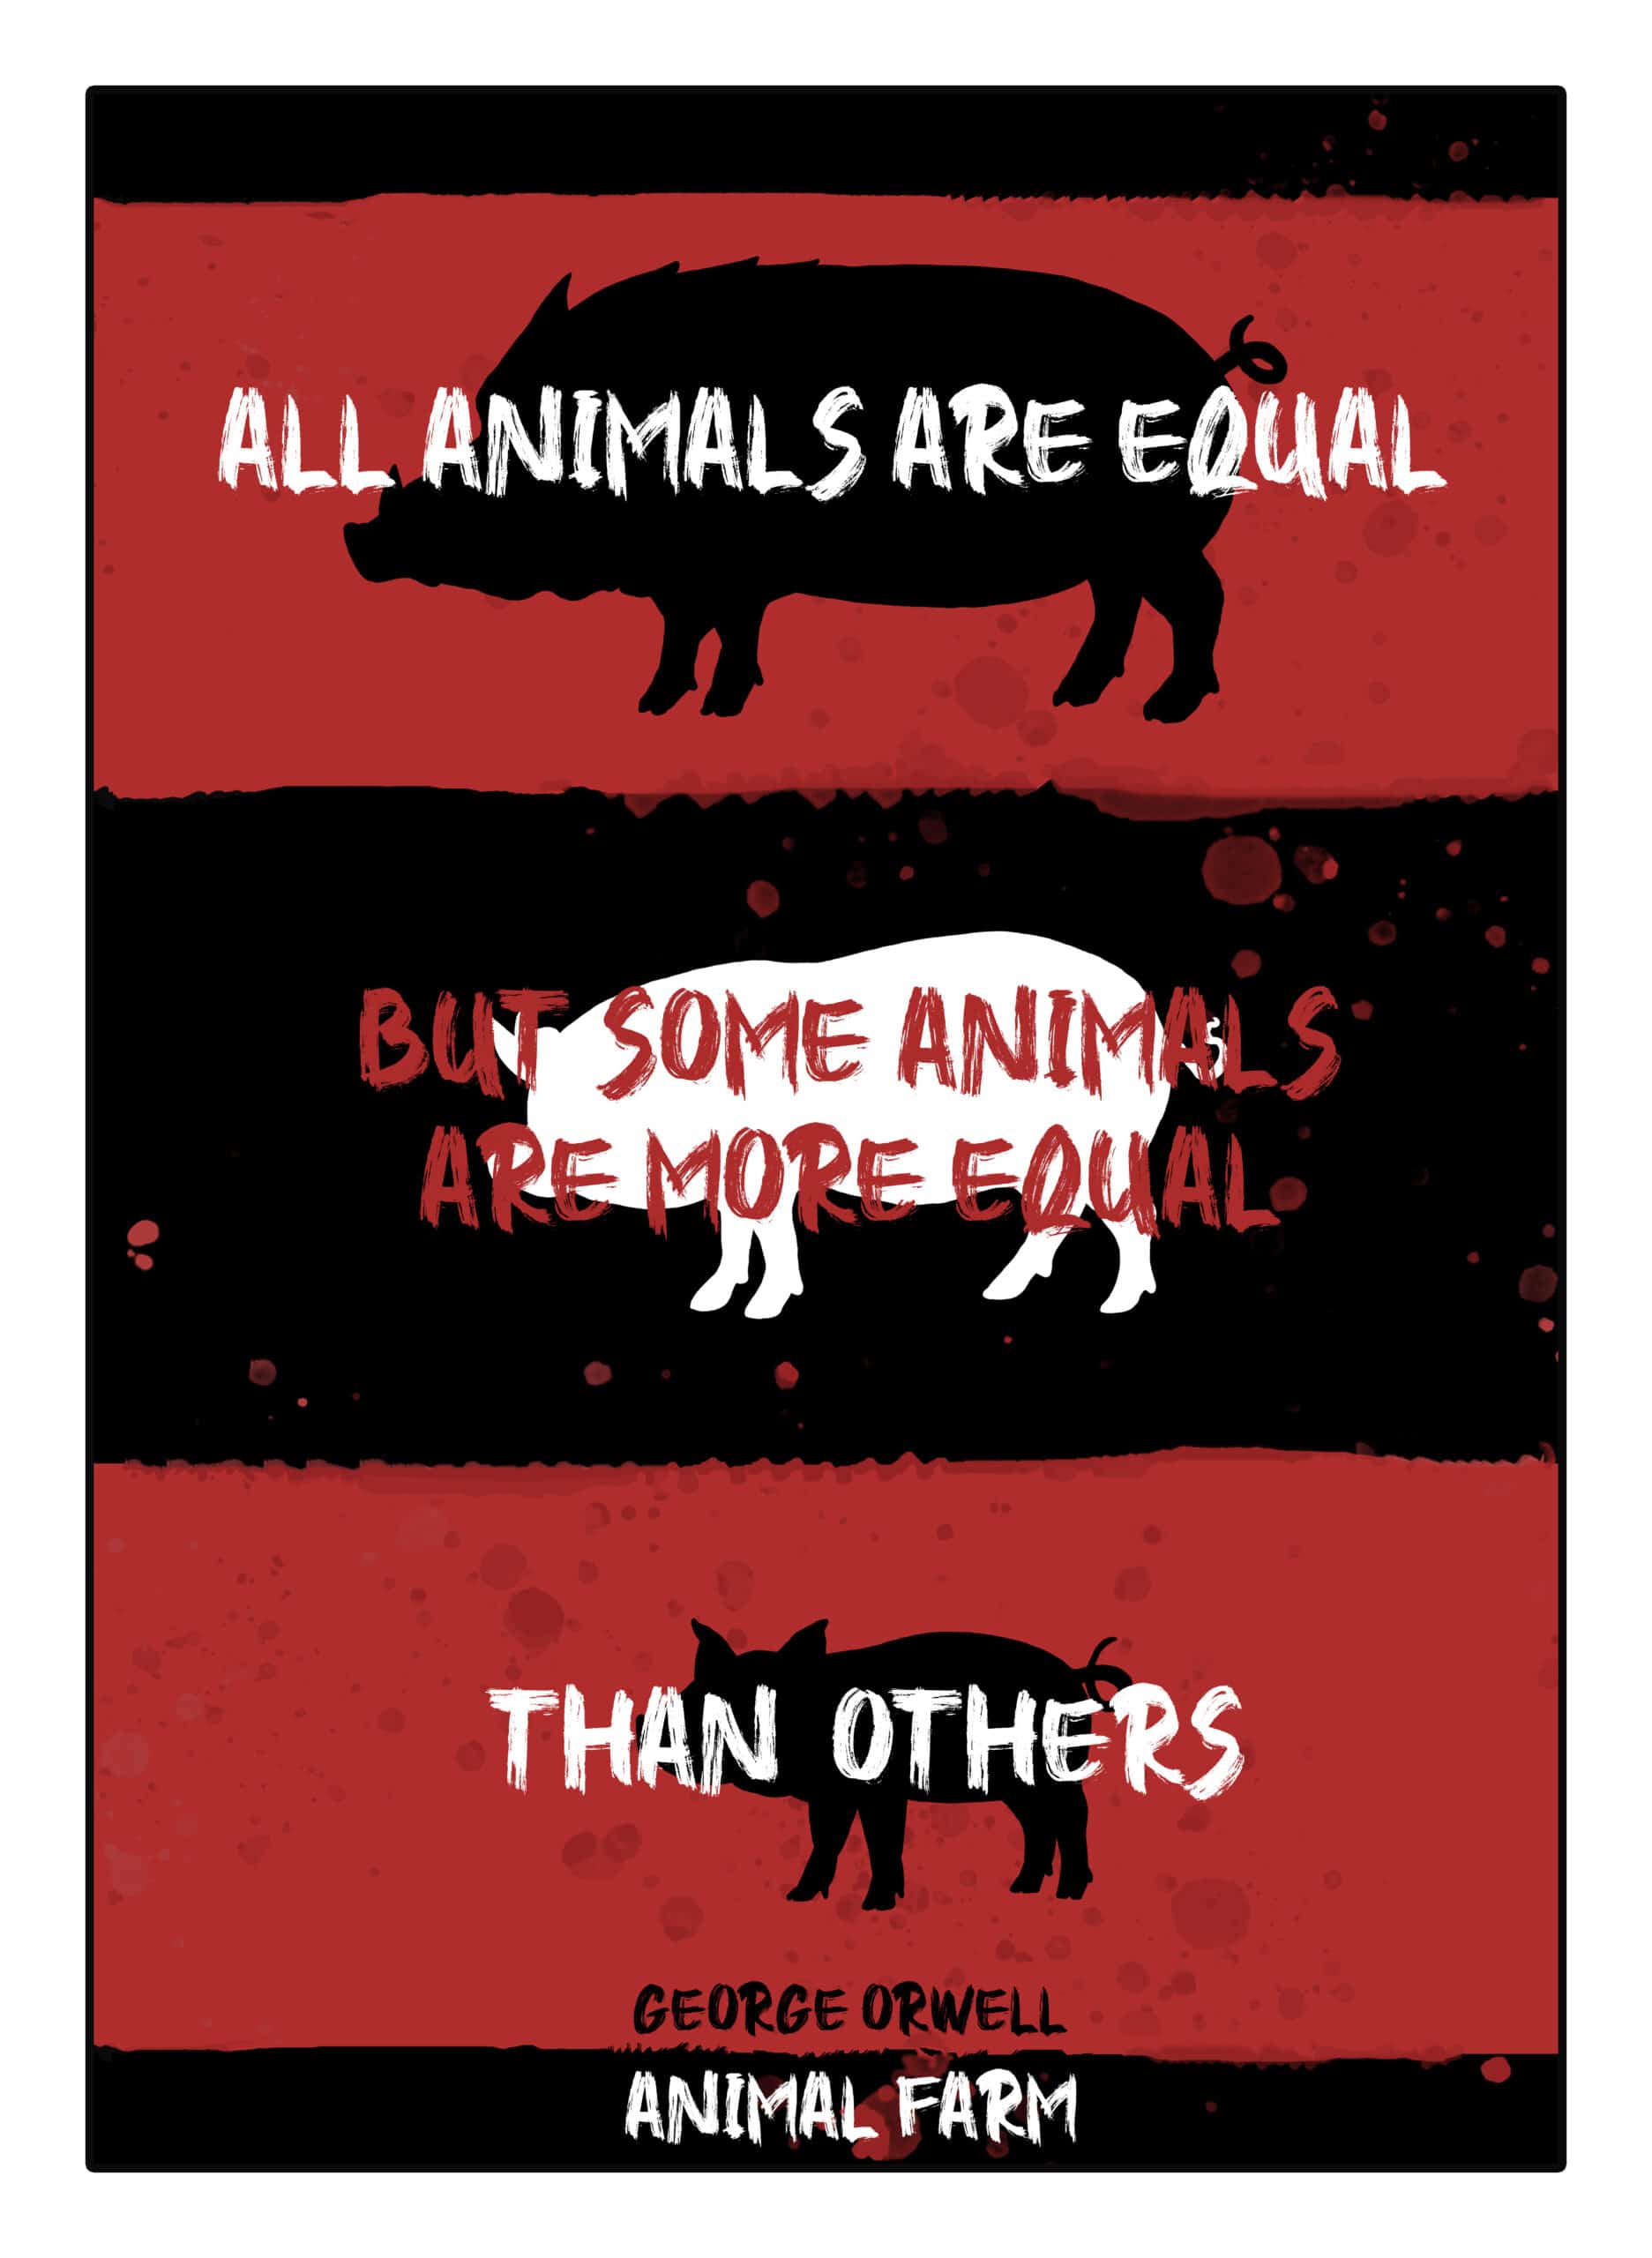 ALL ANIMALS ARE EQUAL
BUT SOME ANIMALS
ARE MORE EQUAL
THAN OTHERS
GEORGE ORWELL
ANIMAL FARM